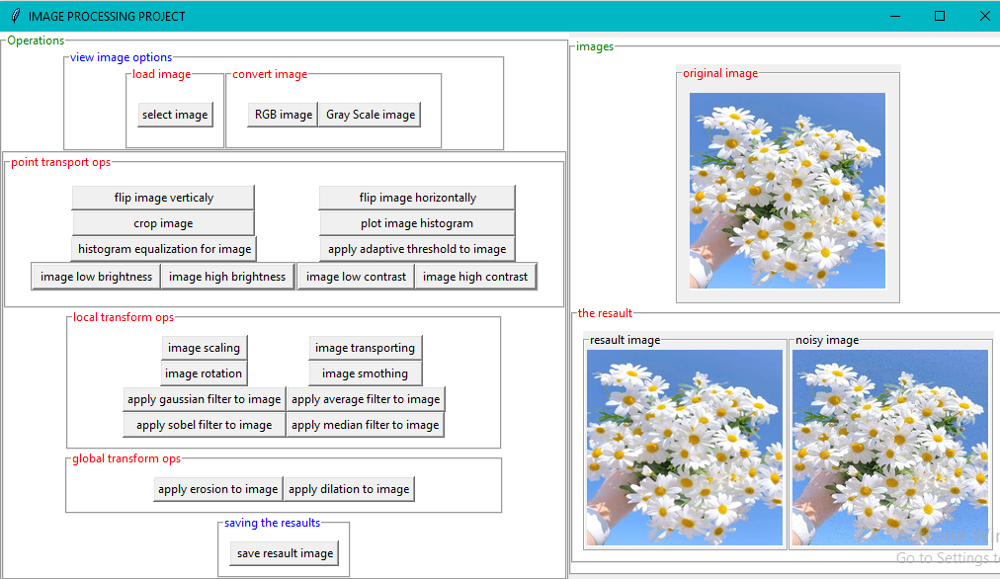 IMAGE PROCESSING PROJECT
Operations
view image options
load image
convert image
select image
RGB image
Gray Scale image
point transport ops
flip image verticaly
flip image horizontally
crop image
plot image histogram
histogram equalization for image
apply adaptive threshold to image
image low brightness
image high brightness
image low contrast
image high contrast
local transform ops
image scaling
image transporting
image rotation
image smothing
apply gaussian filter to image
apply average filter to image
apply sobel filter to image
apply median filter to image
global transform ops
apply erosion to image
apply dilation to image
saving the resaults
save resault image
images
original image
the resault
resault image
noisy image
Go to Settings to